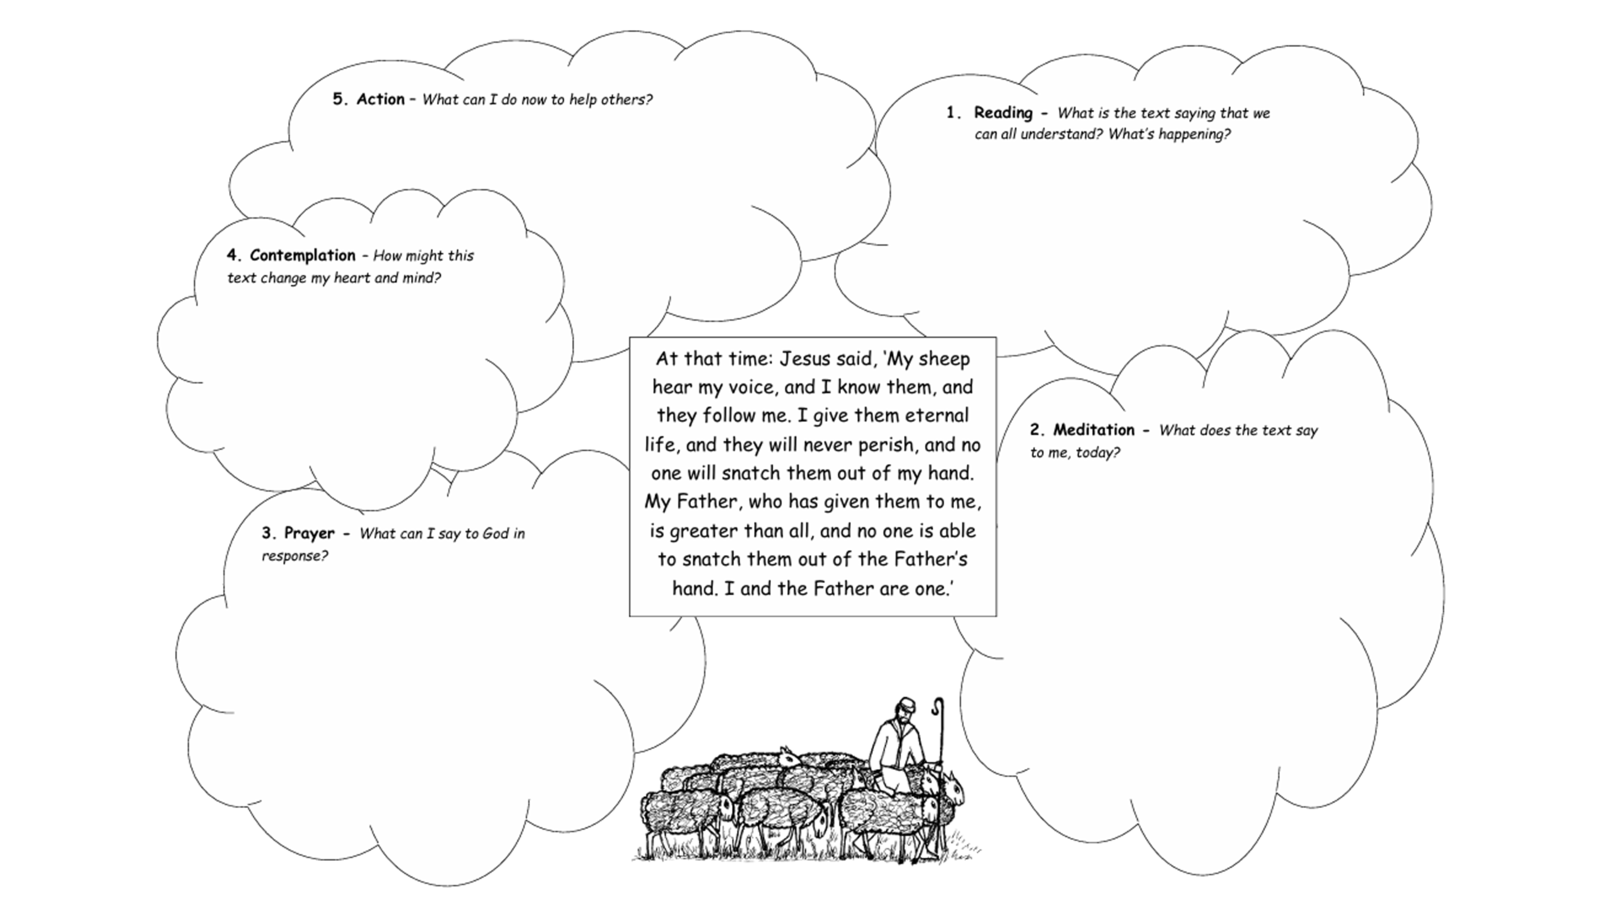 5. Action – What can I do now to help others?
1. Reading - What is the text saying that we
can all understand? What's happening?
4. Contemplation – How might this
text change my heart and mind?
At that time: Jesus said, ‘My sheep
hear my voice, and I know them, and
they follow me. I give them eternal
life, and they will never perish, and no
one will snatch them out of my hand.
My Father, who has given them to me,
is greater than all, and no one is able
to snatch them out of the Father’s
hand. I and the Father are one.’
2. Meditation - What does the text say
to me, today?
3. Prayer - What can I say to God in
response?